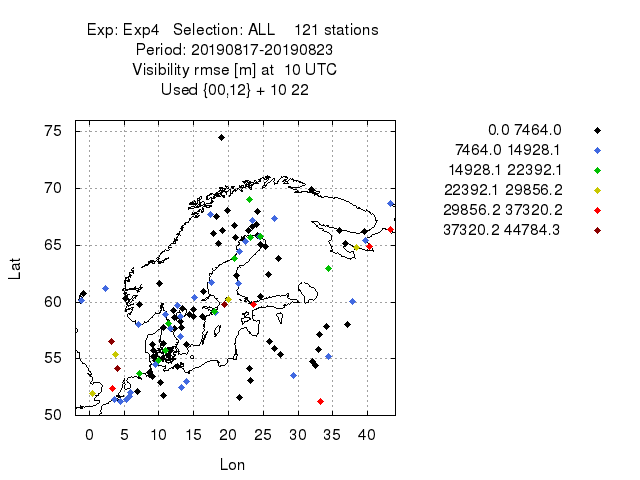 Exp: Exp4 Selection: ALL 121 stations
Period: 20190817-20190823
Visibility rmse [m] at 10 UTC
Used {00,12} + 10 22
0.0 7464.0
7464.0 14928.1
14928.1 22392.1
22392.1 29856.2
29856.2 37320.2
37320.2 44784.3
75
70
65
60
55
50
Lat
0 5 10 15 20 25 30 35 40
Lon